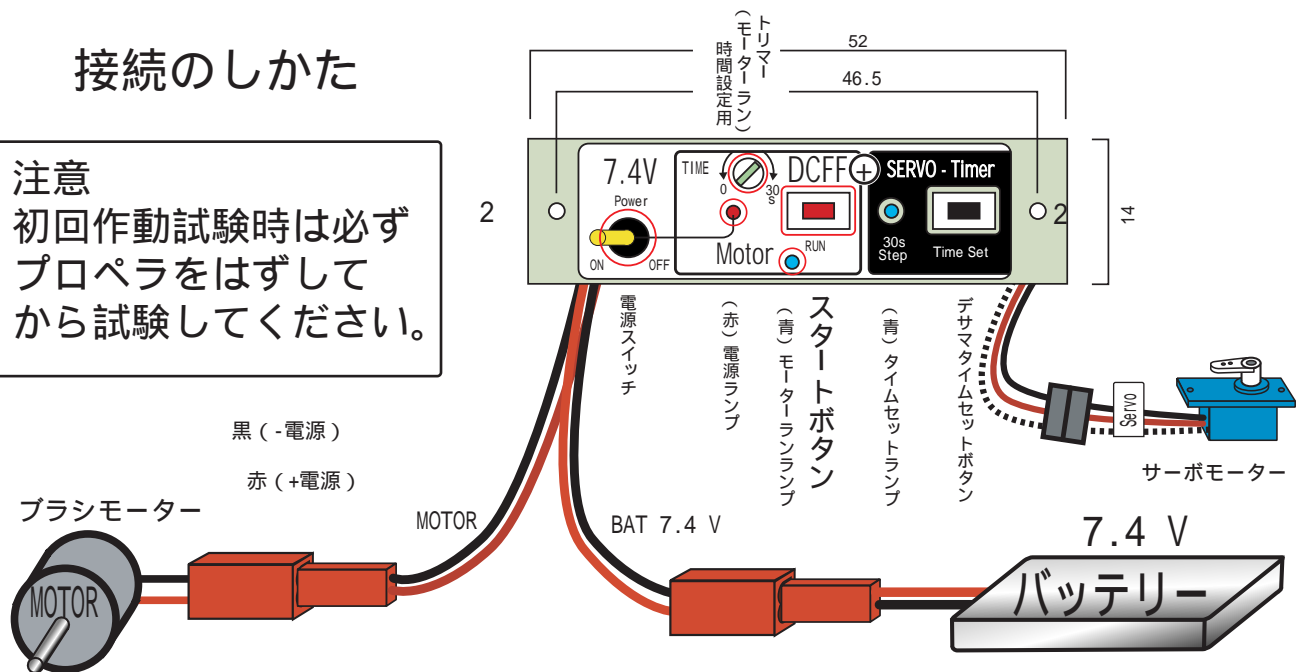 接続のしかた
注意
初回作動試験時は必ず
プロペラをはずして
から試験してください。
トリマー
(モーターラン)
時間設定用
52
46.5
14
2
2
7.4V
Power
ON
OFF
TIME
0
30
s
DCFF
Motor
RUN
SERVO - Timer
30s
Step
Time Set
電源スイッチ
(赤)電源ランプ
(青)モーターランランプ
スタートボタン
(青)タイムセットランプ
デサマタイムセットボタン
Servo
サーボモーター
黒(-電源)
赤(+電源)
ブラシモーター
MOTOR
MOTOR
BAT 7.4 V
7.4 V
バッテリー